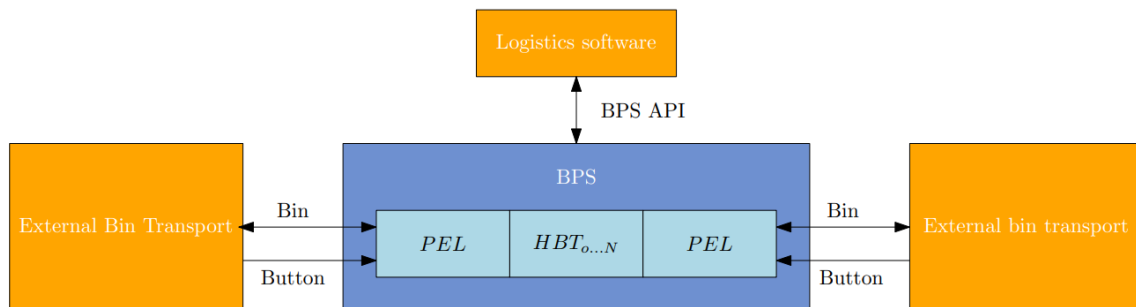 Logistics software
BPS API
BPS
External Bin Transport
Bin
PEL
HBT_{o...N}
PEL
Bin
External bin transport
Button
Button